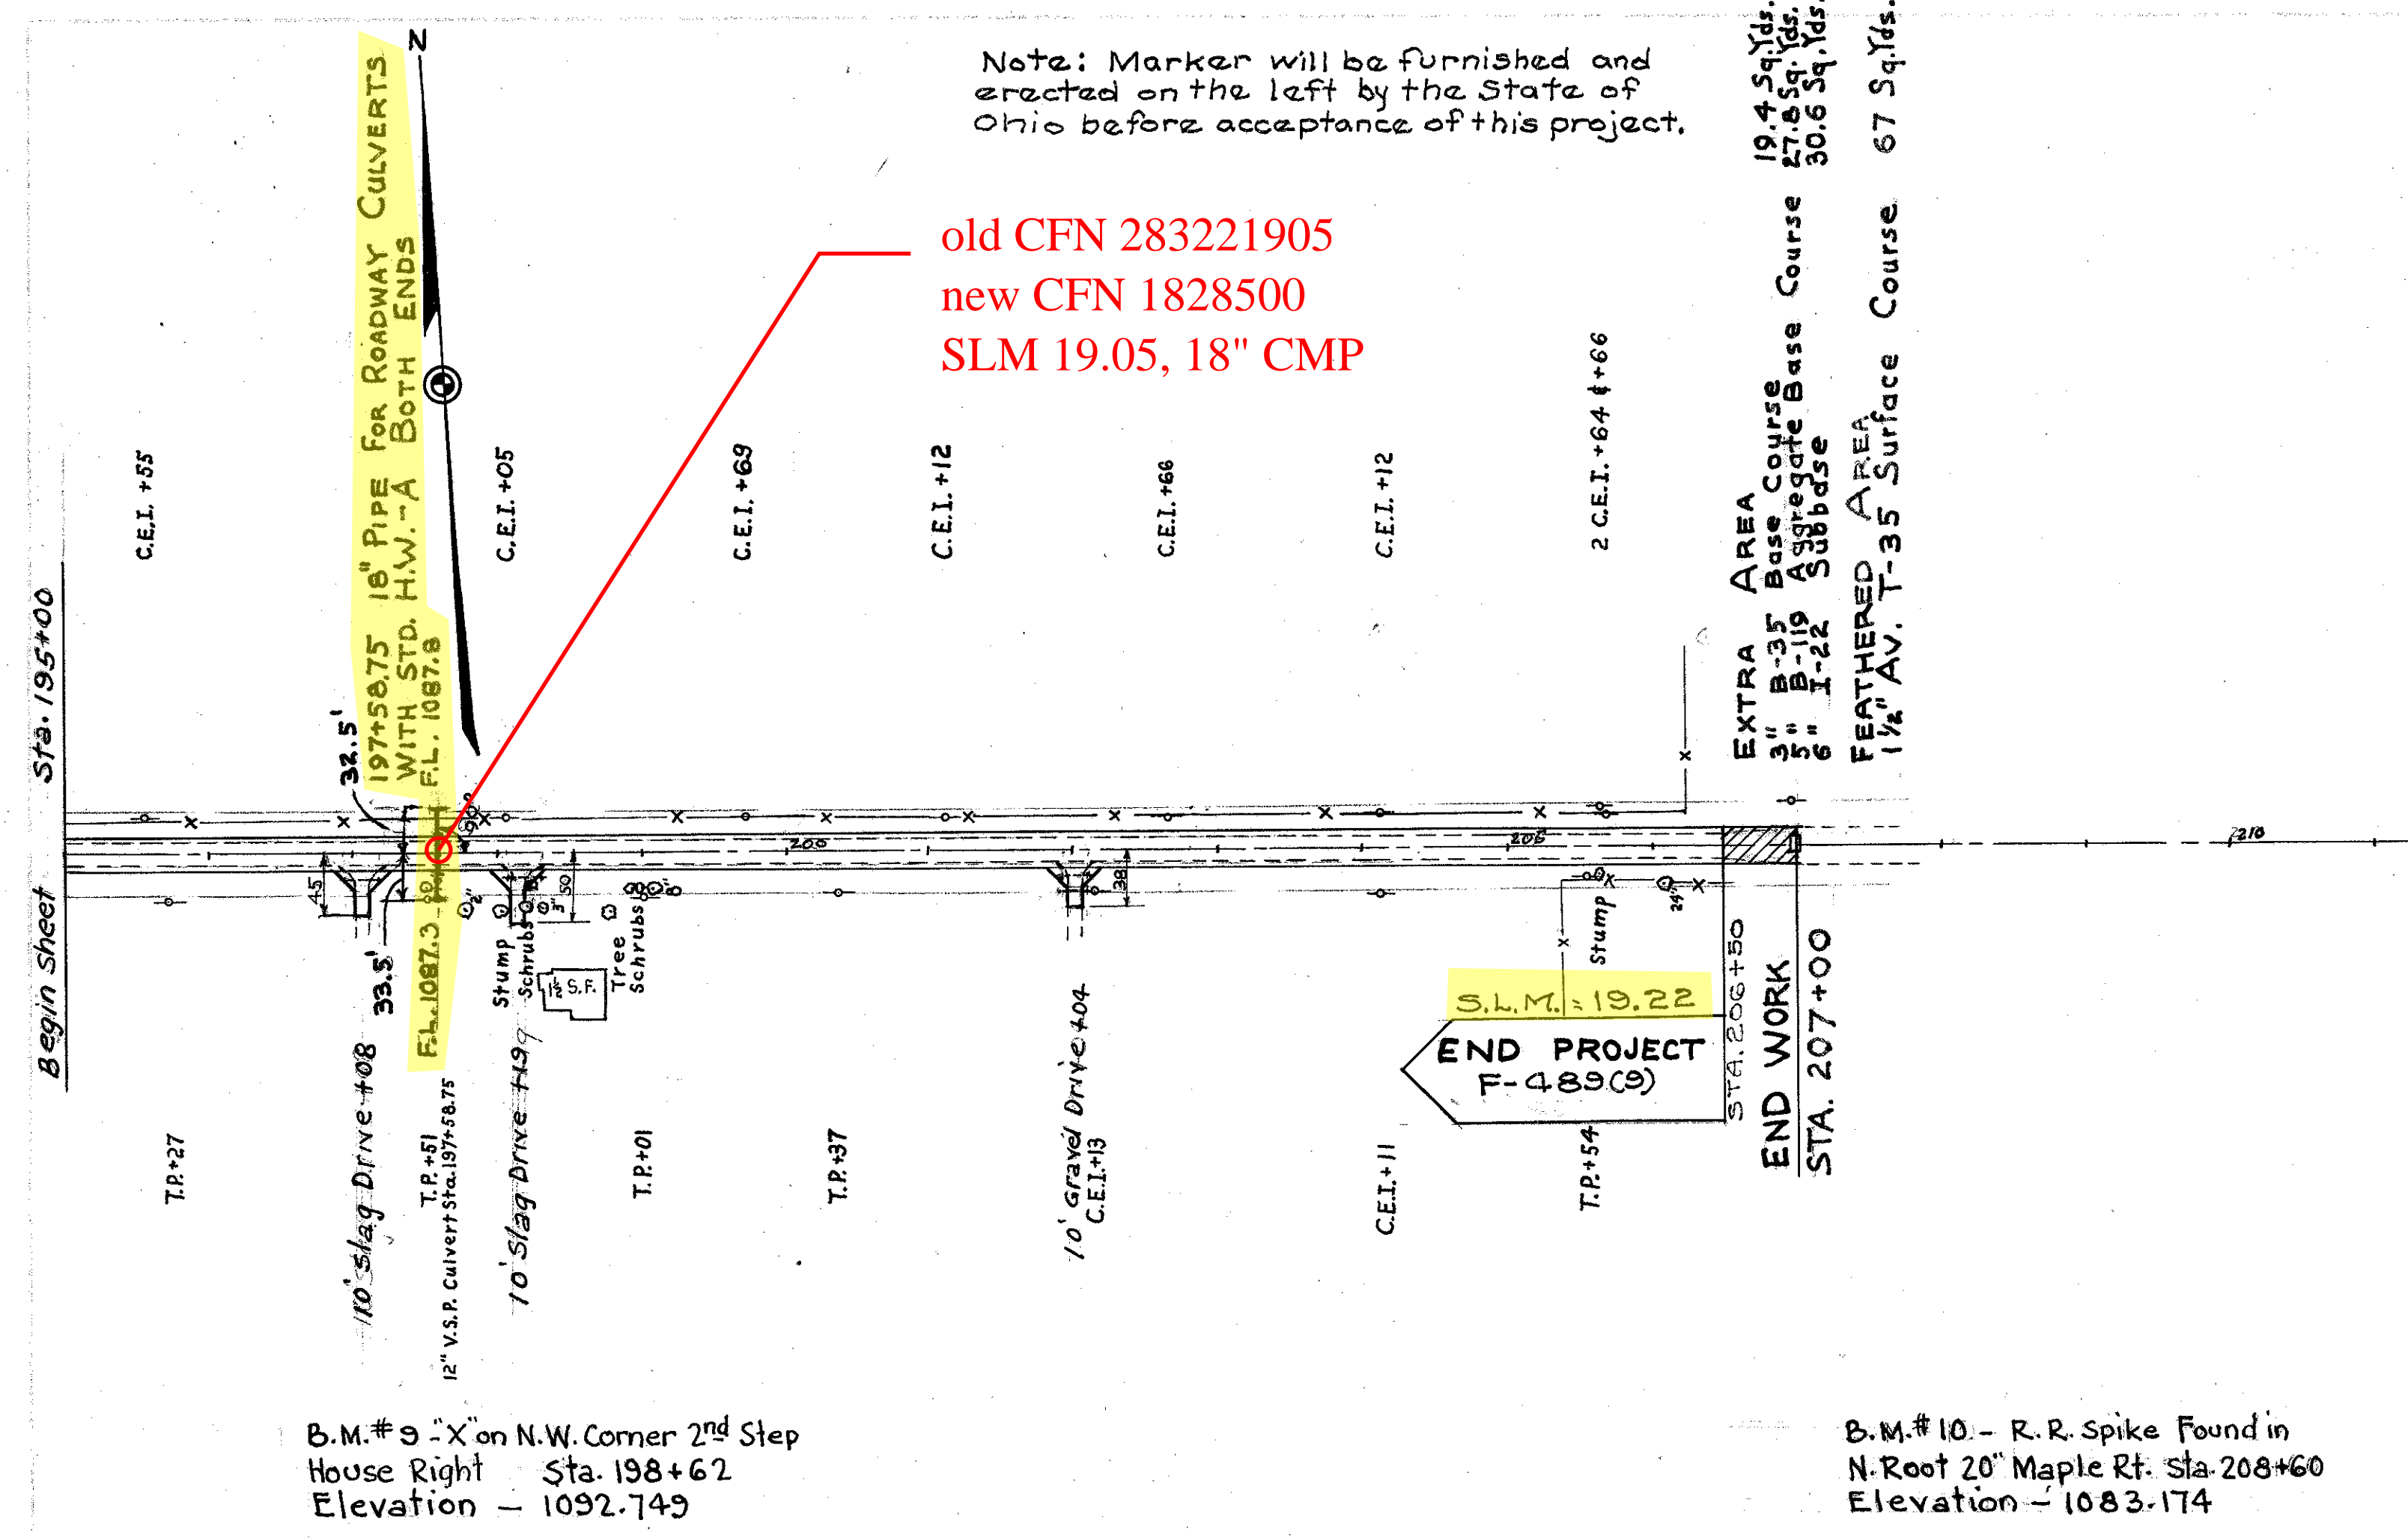 N
Note: Marker will be furnished and
erected on the left by the State of
Ohio before acceptance of this project.
old CFN 283221905
new CFN 1828500
SLM 19.05, 18" CMP
Begin Sheet Sta. 195+00
C.E.I. +55
197+58.75 18" PIPE FOR ROADWAY CULVERTS
WITH STD. H.W.-A BOTH ENDS
F.L. 1087.8
C.E.I. +05
C.E.I. +69
C.E.I. +12
C.E.I. +66
C.E.I. +12
2 C.E.I. +64 & +66
EXTRA AREA
3" B-35 Base Course 19.4 Sq.Yds.
5" B-119 Aggregate Base Course 27.8 Sq. Yds.
6" I-22 Subbase 30.6 Sq. Yds.
FEATHERED AREA
1½" AV. T-35 Surface Course 67 Sq.Yds.
32.5'
200
205
210
45
2"
3"
50
38
24"
33.5'
F.L. 1087.3
Stump
Schrubs
1½ S.F.
Tree
Schrubs
Stump
S.L.M. = 19.22
END PROJECT
F-489(9)
STA. 206+50
END WORK
STA. 207+00
T.P.+27
10' Slag Drive +08
T.P. +51
12" V.S.P. Culvert Sta. 197+58.75
10' Slag Drive +19
T.P.+01
T.P.+37
10' Gravel Drive +04
C.E.I.+13
C.E.I.+11
T.P.+54
B.M.#9 - "X" on N.W. Corner 2nd Step
House Right Sta. 198+62
Elevation - 1092.749
B.M.#10 - R.R. Spike Found in
N. Root 20" Maple Rt. Sta. 208+60
Elevation - 1083.174